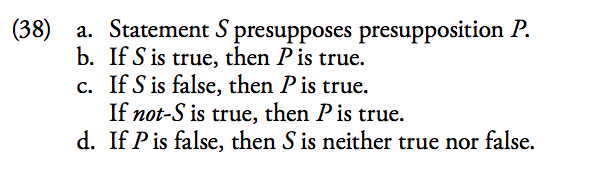 (38) a. Statement S presupposes presupposition P.
b. If S is true, then P is true.
c. If S is false, then P is true.
If not-S is true, then P is true.
d. If P is false, then S is neither true nor false.